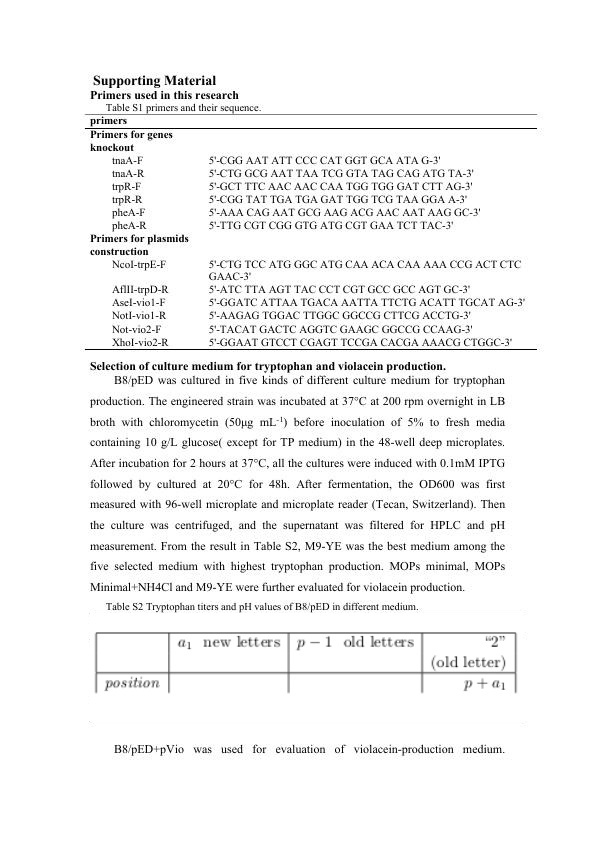 Supporting Material
Primers used in this research
Table S1 primers and their sequence.
primers
Primers for genes
knockout
tnaA-F 5'-CGG AAT ATT CCC CAT GGT GCA ATA G-3'
tnaA-R 5'-CTG GCG AAT TAA TCG GTA TAG CAG ATG TA-3'
trpR-F 5'-GCT TTC AAC AAC CAA TGG TGG GAT CTT AG-3'
trpR-R 5'-CGG TAT TGA TGA GAT TGG TCG TAA GGA A-3'
pheA-F 5'-AAA CAG AAT GCG AAG ACG AAC AAT AAG GC-3'
pheA-R 5'-TTG CGT CGG GTG ATG CGT GAA TCT TAC-3'
Primers for plasmids
construction
NcoI-trpE-F 5'-CTG TCC ATG GGC ATG CAA ACA CAA AAA CCG ACT CTC
GAAC-3'
AflII-trpD-R 5'-ATC TTA AGT TAC CCT CGT GCC GCC AGT GC-3'
AseI-vio1-F 5'-GGATC ATTAA TGACA AATTA TTCTG ACATT TGCAT AG-3'
NotI-vio1-R 5'-AAGAG TGGAC TTGGC GGCCG CTTCG ACCTG-3'
Not-vio2-F 5'-TACAT GACTC AGGTC GAAGC GGCCG CCAAG-3'
XhoI-vio2-R 5'-GGAAT GTCCT CGAGT TCCGA CACGA AAACG CTGGC-3'
Selection of culture medium for tryptophan and violacein production.
B8/pED was cultured in five kinds of different culture medium for tryptophan
production. The engineered strain was incubated at 37°C at 200 rpm overnight in LB
broth with chloromycetin (50μg mL-1) before inoculation of 5% to fresh media
containing 10 g/L glucose( except for TP medium) in the 48-well deep microplates.
After incubation for 2 hours at 37°C, all the cultures were induced with 0.1mM IPTG
followed by cultured at 20°C for 48h. After fermentation, the OD600 was first
measured with 96-well microplate and microplate reader (Tecan, Switzerland). Then
the culture was centrifuged, and the supernatant was filtered for HPLC and pH
measurement. From the result in Table S2, M9-YE was the best medium among the
five selected medium with highest tryptophan production. MOPs minimal, MOPs
Minimal+NH4Cl and M9-YE were further evaluated for violacein production.
Table S2 Tryptophan titers and pH values of B8/pED in different medium.
a1 new letters p − 1 old letters “2”
(old letter)
position p + a1
B8/pED+pVio was used for evaluation of violacein-production medium.